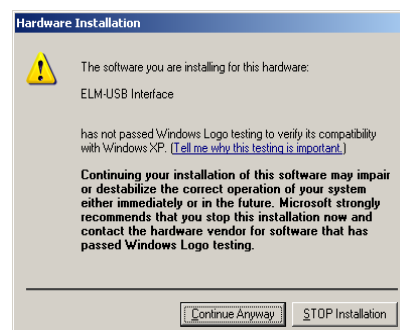 Hardware Installation
The software you are installing for this hardware:
ELM-USB Interface
has not passed Windows Logo testing to verify its compatibility
with Windows XP. (Tell me why this testing is important.)
Continuing your installation of this software may impair
or destabilize the correct operation of your system
either immediately or in the future. Microsoft strongly
recommends that you stop this installation now and
contact the hardware vendor for software that has
passed Windows Logo testing.
Continue Anyway
STOP Installation